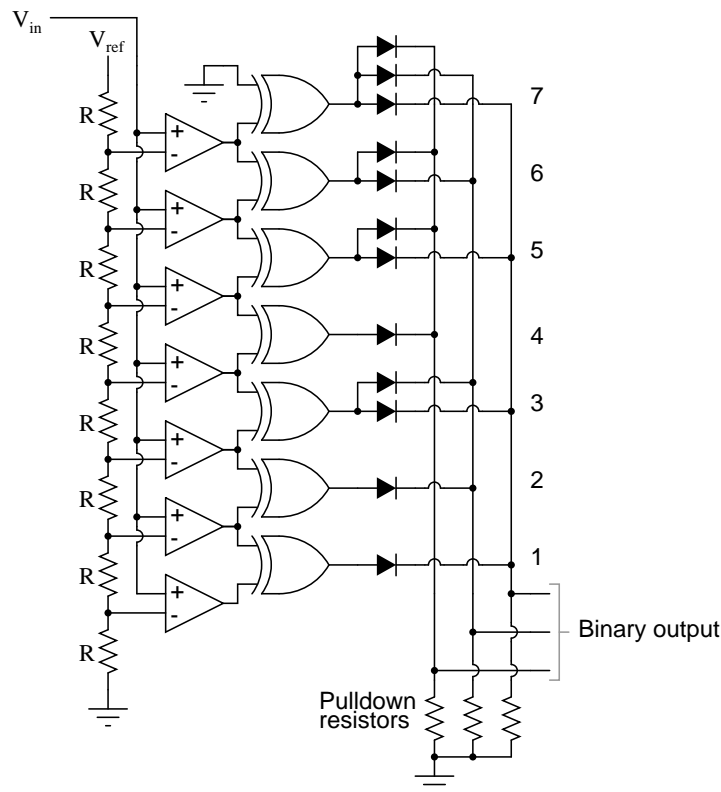 Vin
Vref
R
+
-
7
R
+
-
6
R
+
-
5
R
+
-
4
R
+
-
3
R
+
-
2
R
+
-
1
R
Binary output
Pulldown
resistors